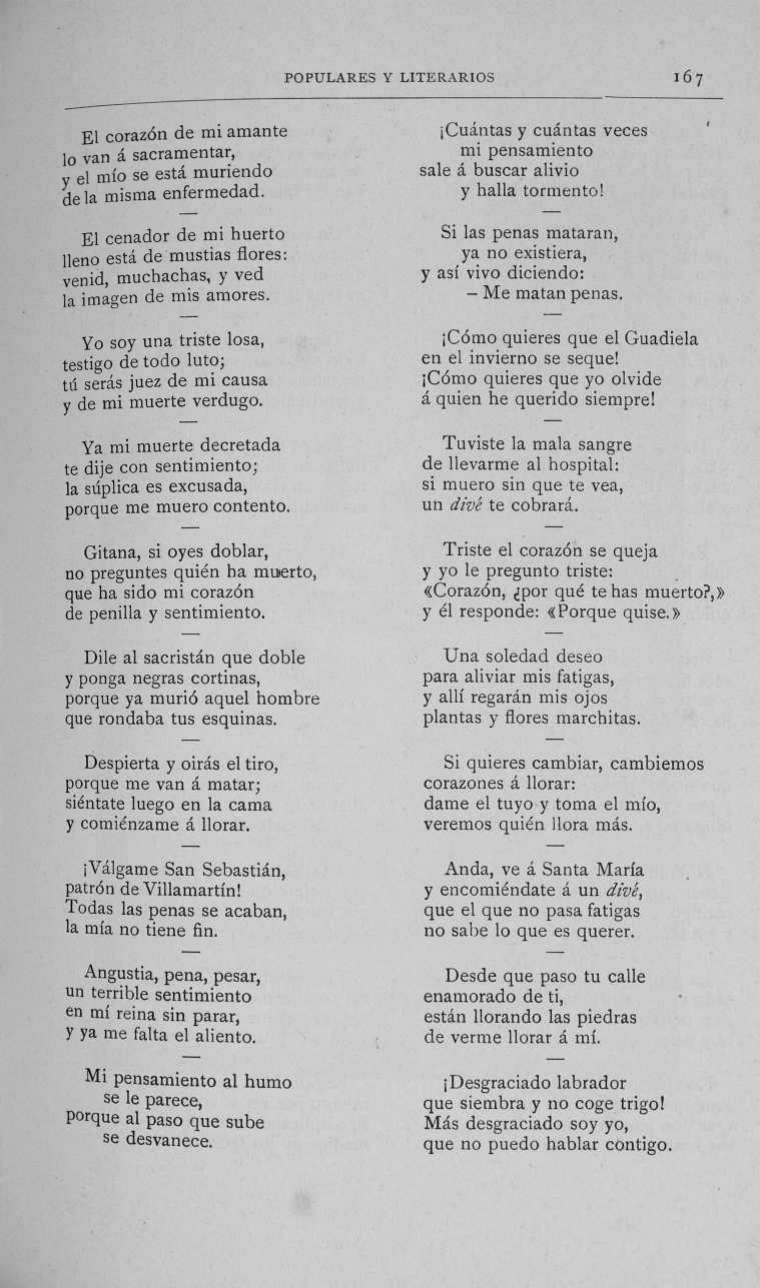 POPULARES Y LITERARIOS 167
El corazón de mi amante
lo van á sacramentar,
y el mío se está muriendo
de la misma enfermedad.
—
El cenador de mi huerto
lleno está de mustias flores:
venid, muchachas, y ved
la imagen de mis amores.
—
Yo soy una triste losa,
testigo de todo luto;
tú serás juez de mi causa
y de mi muerte verdugo.
—
Ya mi muerte decretada
te dije con sentimiento;
la súplica es excusada,
porque me muero contento.
—
Gitana, si oyes doblar,
no preguntes quién ha muerto,
que ha sido mi corazón
de penilla y sentimiento.
—
Dile al sacristán que doble
y ponga negras cortinas,
porque ya murió aquel hombre
que rondaba tus esquinas.
—
Despierta y oirás el tiro,
porque me van á matar;
siéntate luego en la cama
y comiénzame á llorar.
—
¡Válgame San Sebastián,
patrón de Villamartín!
Todas las penas se acaban,
la mía no tiene fin.
—
Angustia, pena, pesar,
un terrible sentimiento
en mí reina sin parar,
y ya me falta el aliento.
—
Mi pensamiento al humo
se le parece,
porque al paso que sube
se desvanece.
¡Cuántas y cuántas veces
mi pensamiento
sale á buscar alivio
y halla tormento!
—
Si las penas mataran,
ya no existiera,
y así vivo diciendo:
– Me matan penas.
—
¡Cómo quieres que el Guadiela
en el invierno se seque!
¡Cómo quieres que yo olvide
á quien he querido siempre!
—
Tuviste la mala sangre
de llevarme al hospital:
si muero sin que te vea,
un divé te cobrará.
—
Triste el corazón se queja
y yo le pregunto triste:
«Corazón, ¿por qué te has muerto?,»
y él responde: «Porque quise.»
—
Una soledad deseo
para aliviar mis fatigas,
y allí regarán mis ojos
plantas y flores marchitas.
—
Si quieres cambiar, cambiemos
corazones á llorar:
dame el tuyo y toma el mío,
veremos quién llora más.
—
Anda, ve á Santa María
y encomiéndate á un divé,
que el que no pasa fatigas
no sabe lo que es querer.
—
Desde que paso tu calle
enamorado de ti,
están llorando las piedras
de verme llorar á mí.
—
¡Desgraciado labrador
que siembra y no coge trigo!
Más desgraciado soy yo,
que no puedo hablar contigo.